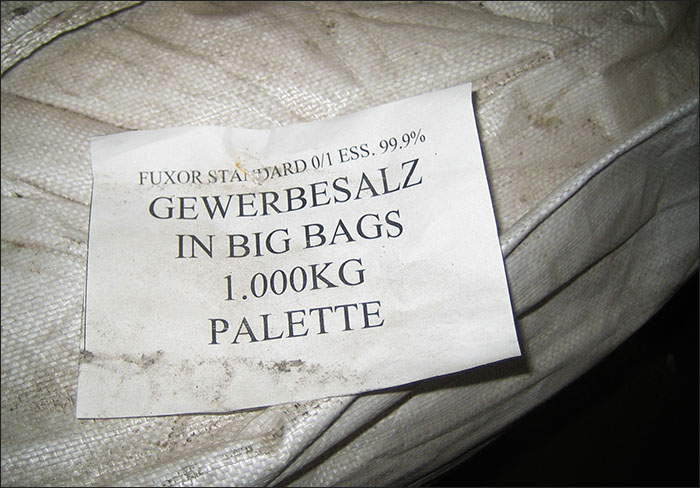 FUXOR STANDARD 0/1 ESS. 99.9%
GEWERBESALZ
IN BIG BAGS
1.000KG
PALETTE